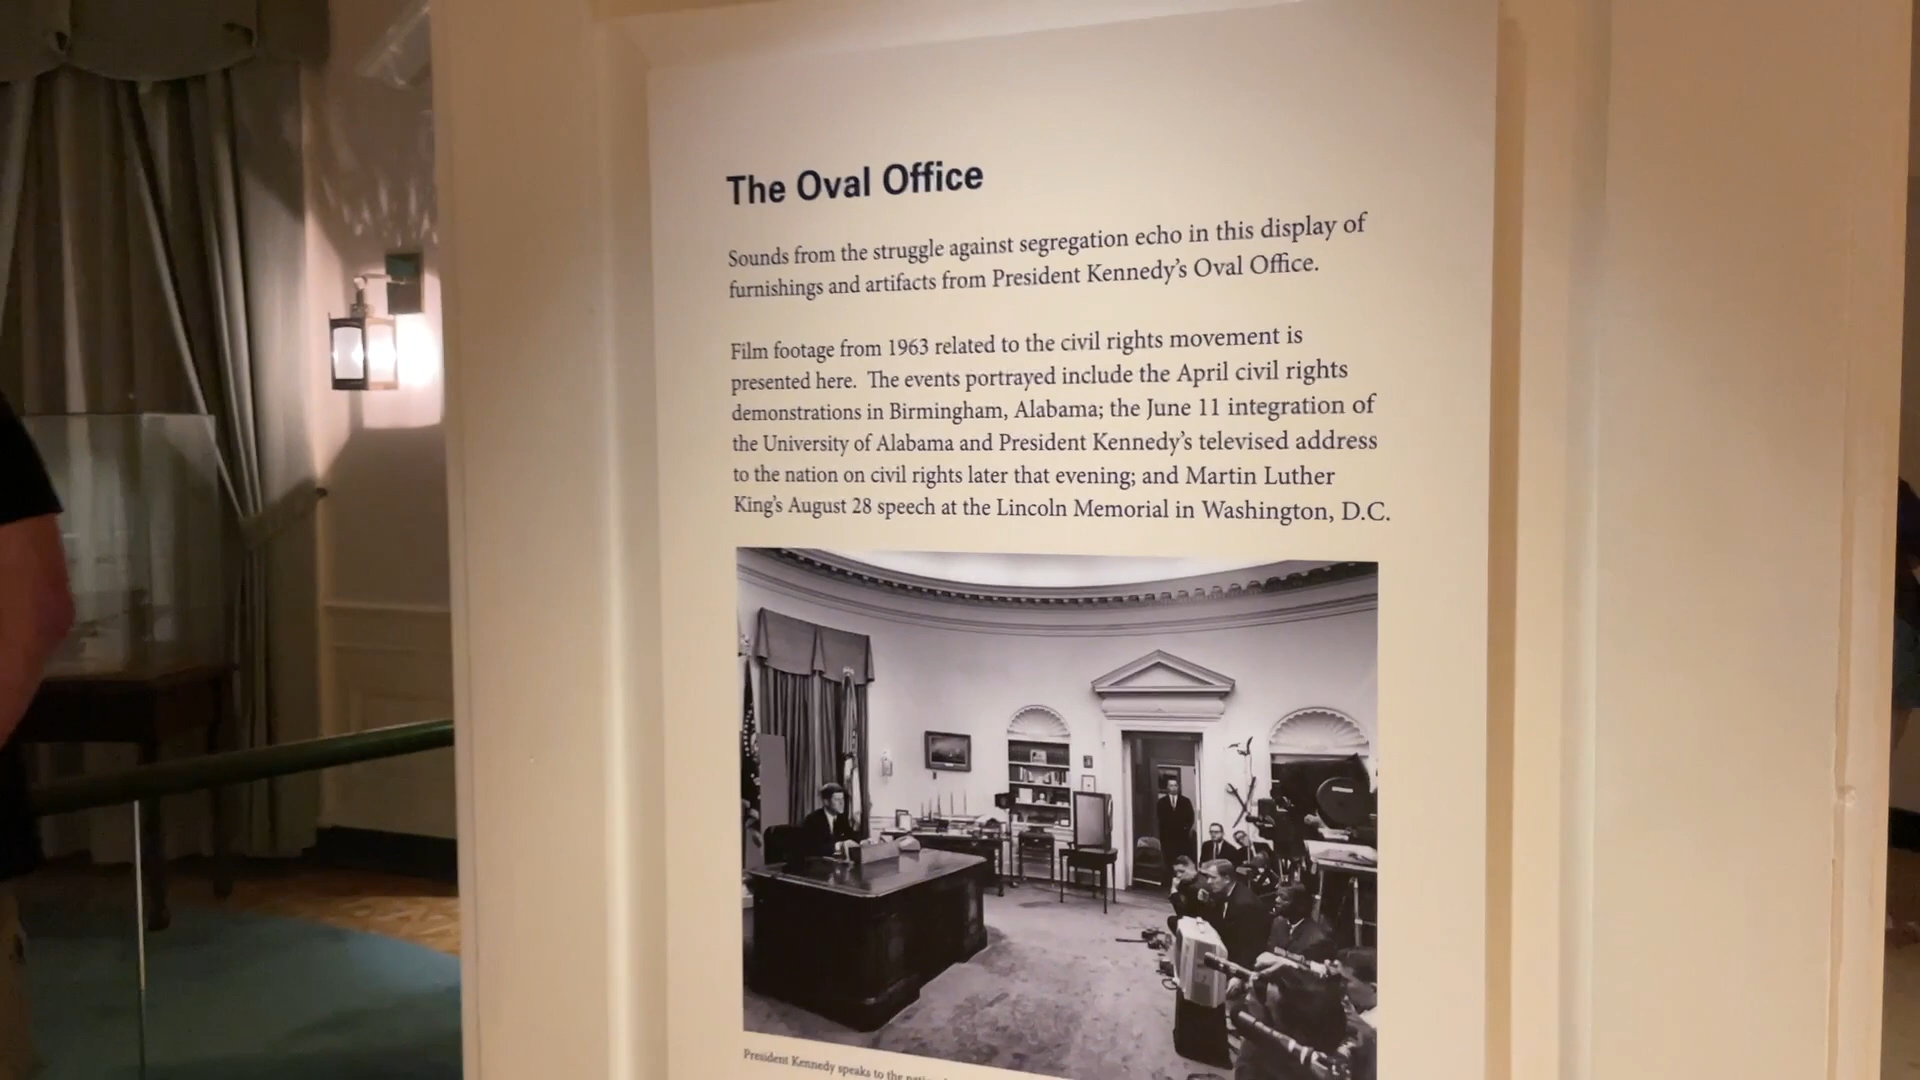 The Oval Office
Sounds from the struggle against segregation echo in this display of
furnishings and artifacts from President Kennedy's Oval Office.
Film footage from 1963 related to the civil rights movement is
presented here. The events portrayed include the April civil rights
demonstrations in Birmingham, Alabama; the June 11 integration of
the University of Alabama and President Kennedy's televised address
to the nation on civil rights later that evening; and Martin Luther
King's August 28 speech at the Lincoln Memorial in Washington, D.C.
President Kennedy speaks to the